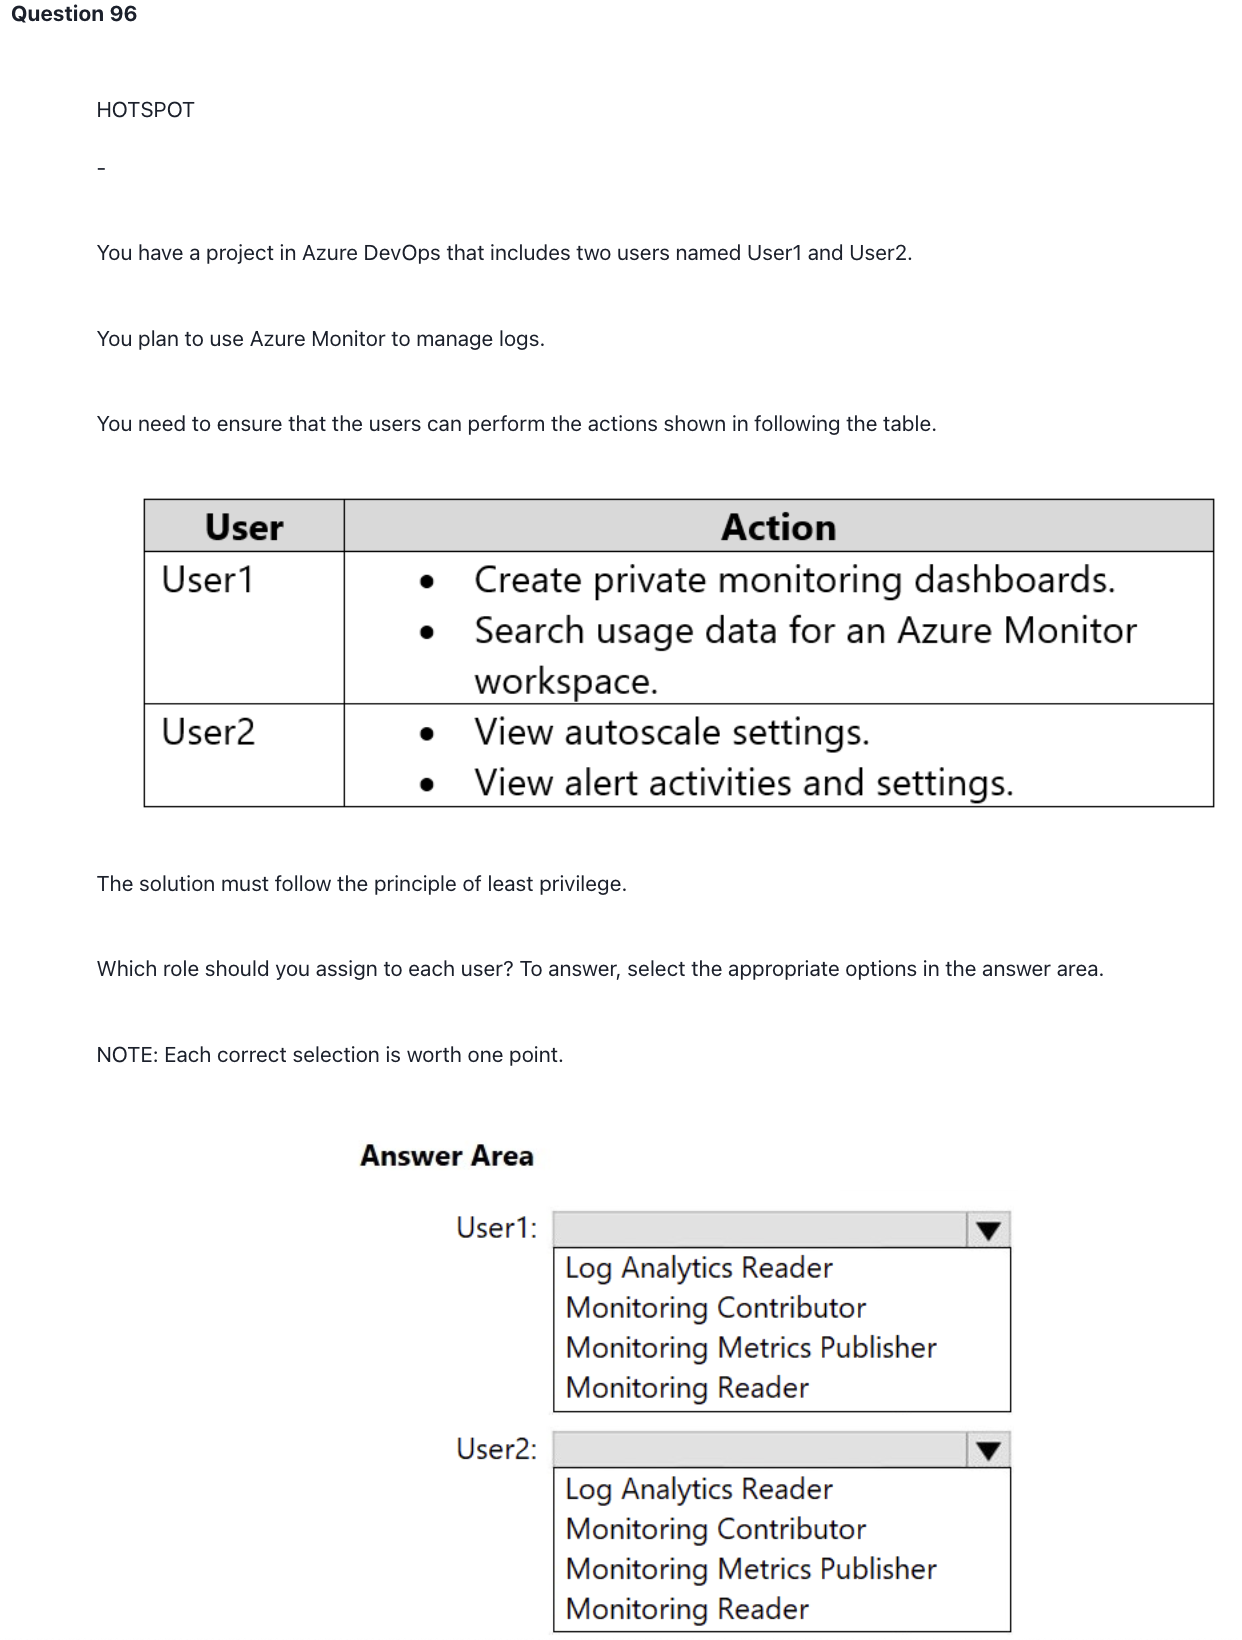 Question 96
HOTSPOT
-
You have a project in Azure DevOps that includes two users named User1 and User2.
You plan to use Azure Monitor to manage logs.
You need to ensure that the users can perform the actions shown in following the table.
User Action
User1 • Create private monitoring dashboards.
• Search usage data for an Azure Monitor
workspace.
User2 • View autoscale settings.
• View alert activities and settings.
The solution must follow the principle of least privilege.
Which role should you assign to each user? To answer, select the appropriate options in the answer area.
NOTE: Each correct selection is worth one point.
Answer Area
User1:
Log Analytics Reader
Monitoring Contributor
Monitoring Metrics Publisher
Monitoring Reader
User2:
Log Analytics Reader
Monitoring Contributor
Monitoring Metrics Publisher
Monitoring Reader